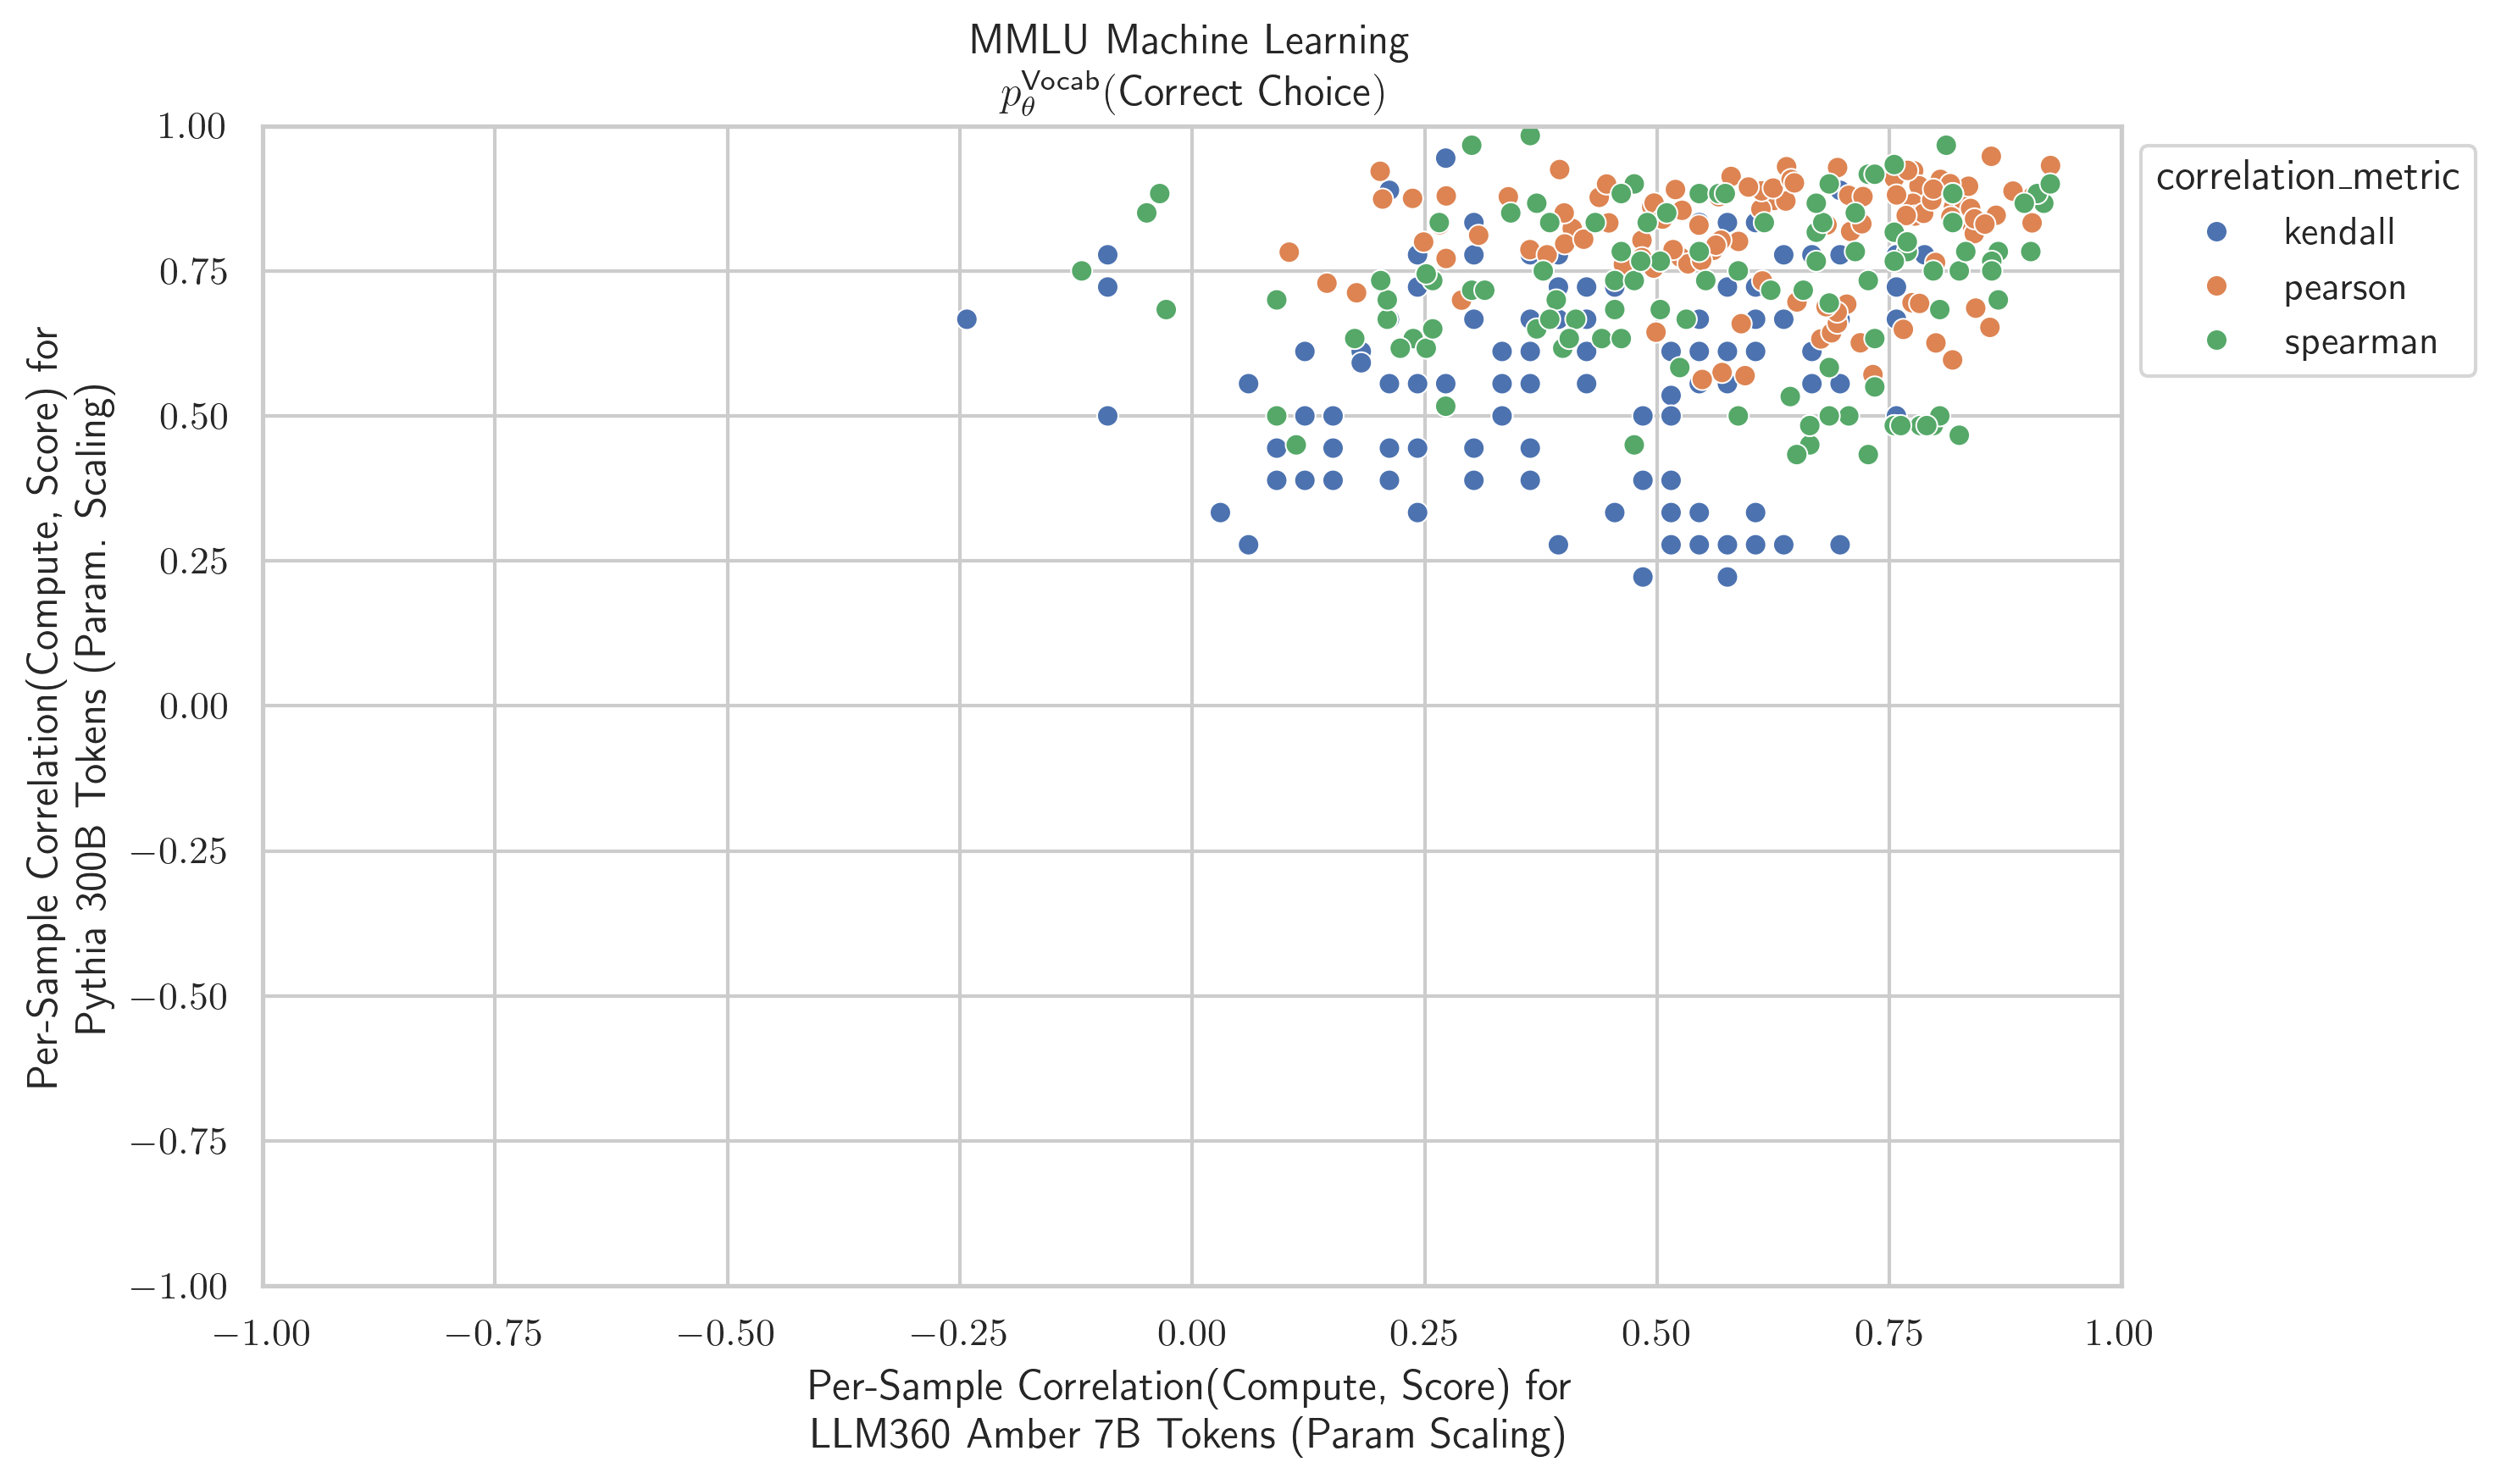 MMLU Machine Learning
p_θ^Vocab(Correct Choice)
1.00
0.75
0.50
0.25
0.00
−0.25
−0.50
−0.75
−1.00
Per-Sample Correlation(Compute, Score) for
Pythia 300B Tokens (Param. Scaling)
−1.00 −0.75 −0.50 −0.25 0.00 0.25 0.50 0.75 1.00
Per-Sample Correlation(Compute, Score) for
LLM360 Amber 7B Tokens (Param Scaling)
correlation_metric
kendall
pearson
spearman